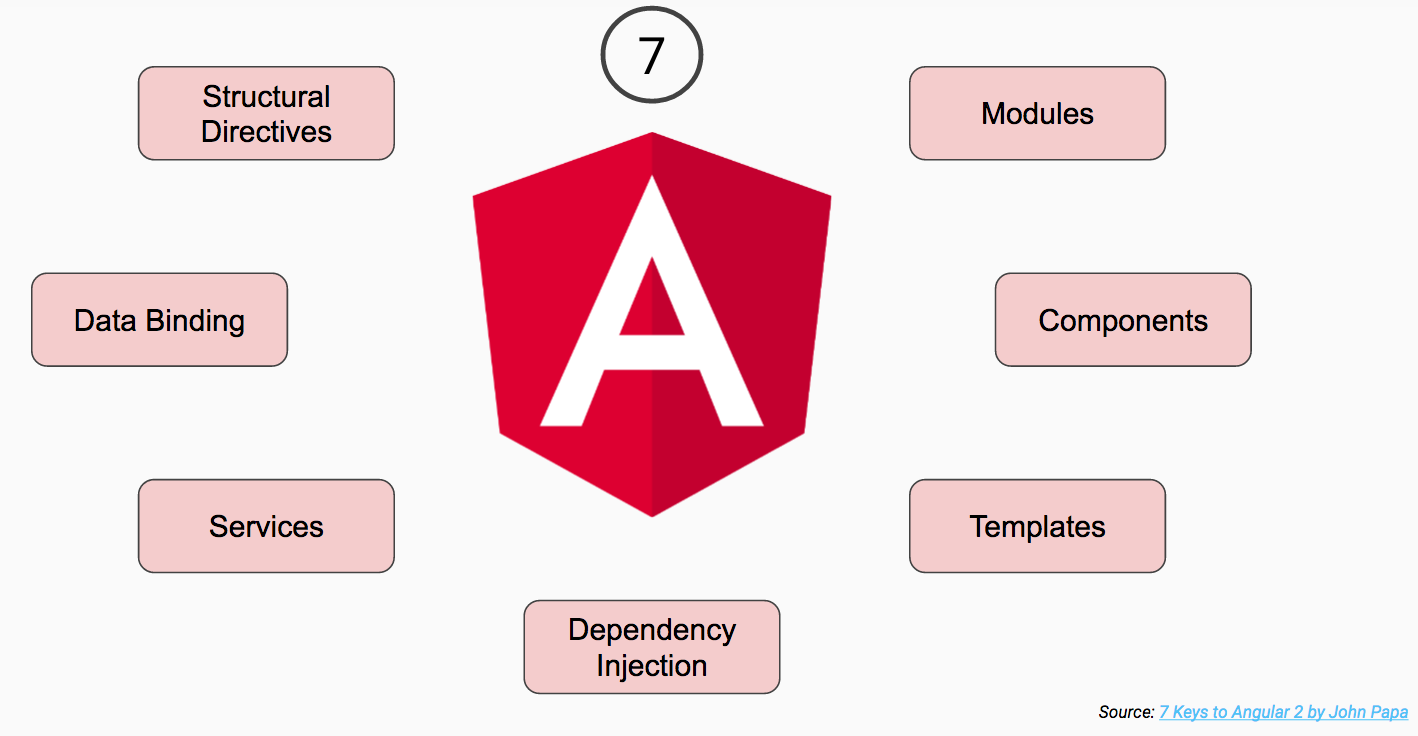 7
Structural
Directives
Modules
Data Binding
Components
Services
Templates
Dependency
Injection
Source: 7 Keys to Angular 2 by John Papa